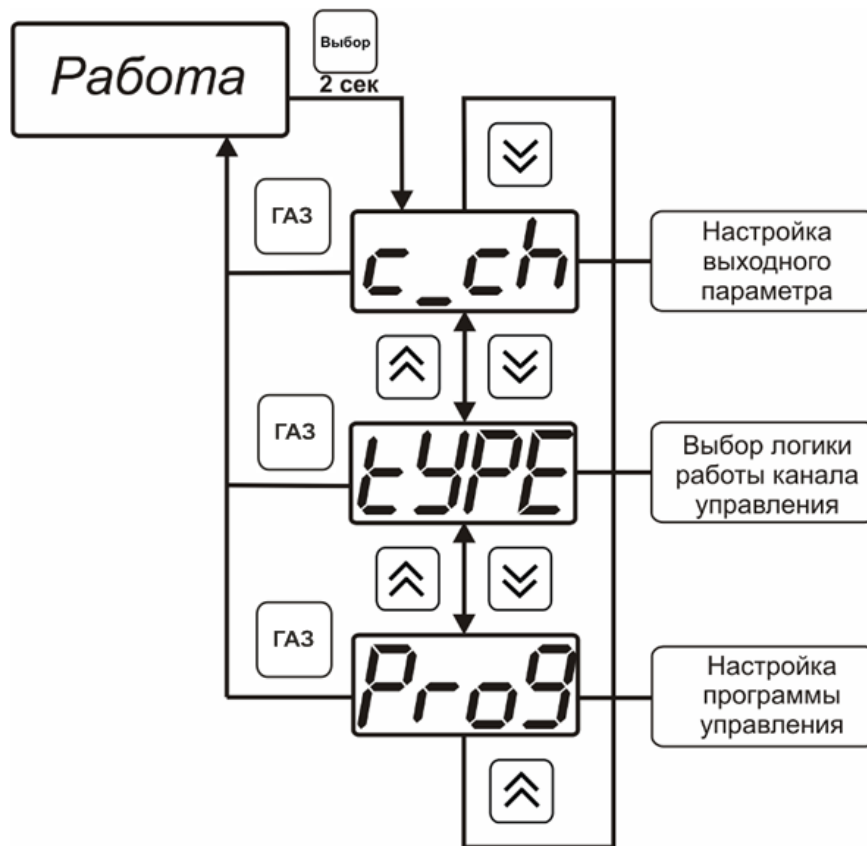 Работа
Выбор
2 сек
ГАЗ
c_ch
Настройка
выходного
параметра
ГАЗ
tYPE
Выбор логики
работы канала
управления
ГАЗ
Prog
Настройка
программы
управления